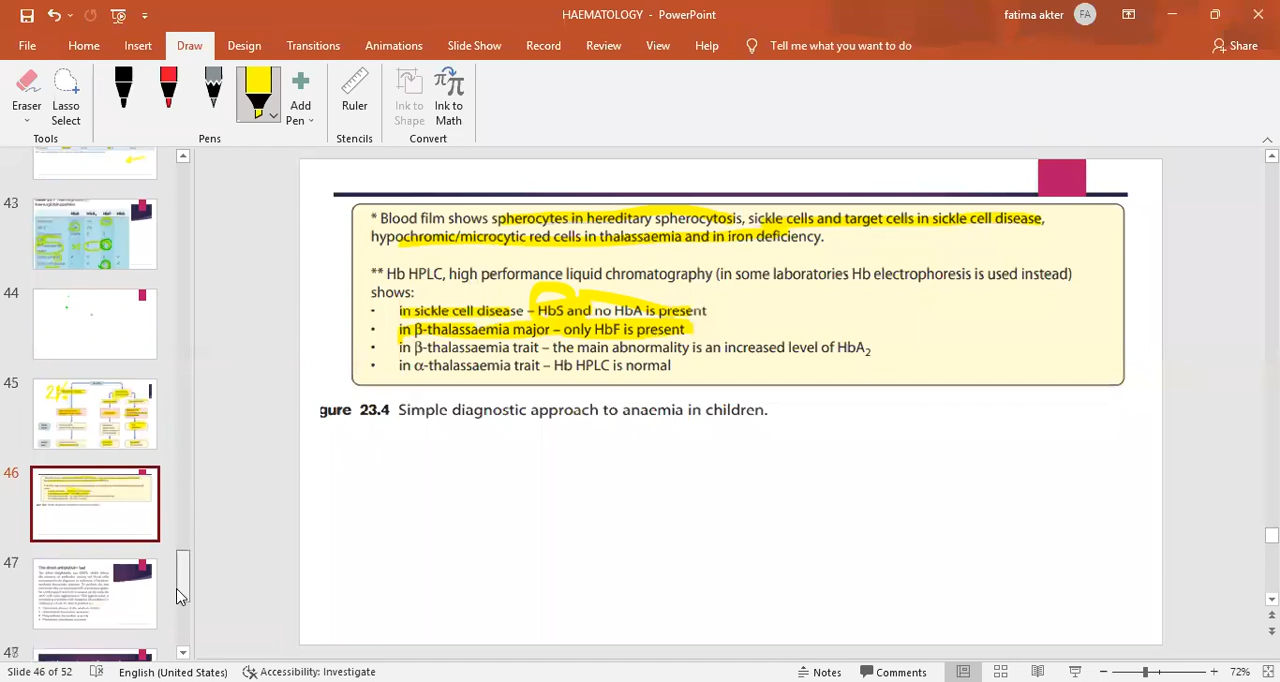 HAEMATOLOGY - PowerPoint
fatima akter FA
File Home Insert Draw Design Transitions Animations Slide Show Record Review View Help Tell me what you want to do Share
Eraser Lasso Select
Add Pen
Ruler
Ink to Shape
Ink to Math
Tools Pens Stencils Convert
43
44
45
46
47
48
* Blood film shows spherocytes in hereditary spherocytosis, sickle cells and target cells in sickle cell disease,
hypochromic/microcytic red cells in thalassaemia and in iron deficiency.
** Hb HPLC, high performance liquid chromatography (in some laboratories Hb electrophoresis is used instead)
shows:
· in sickle cell disease – HbS and no HbA is present
· in β-thalassaemia major – only HbF is present
· in β-thalassaemia trait – the main abnormality is an increased level of HbA₂
· in α-thalassaemia trait – Hb HPLC is normal
gure 23.4 Simple diagnostic approach to anaemia in children.
Slide 46 of 52 English (United States) Accessibility: Investigate Notes Comments 72%